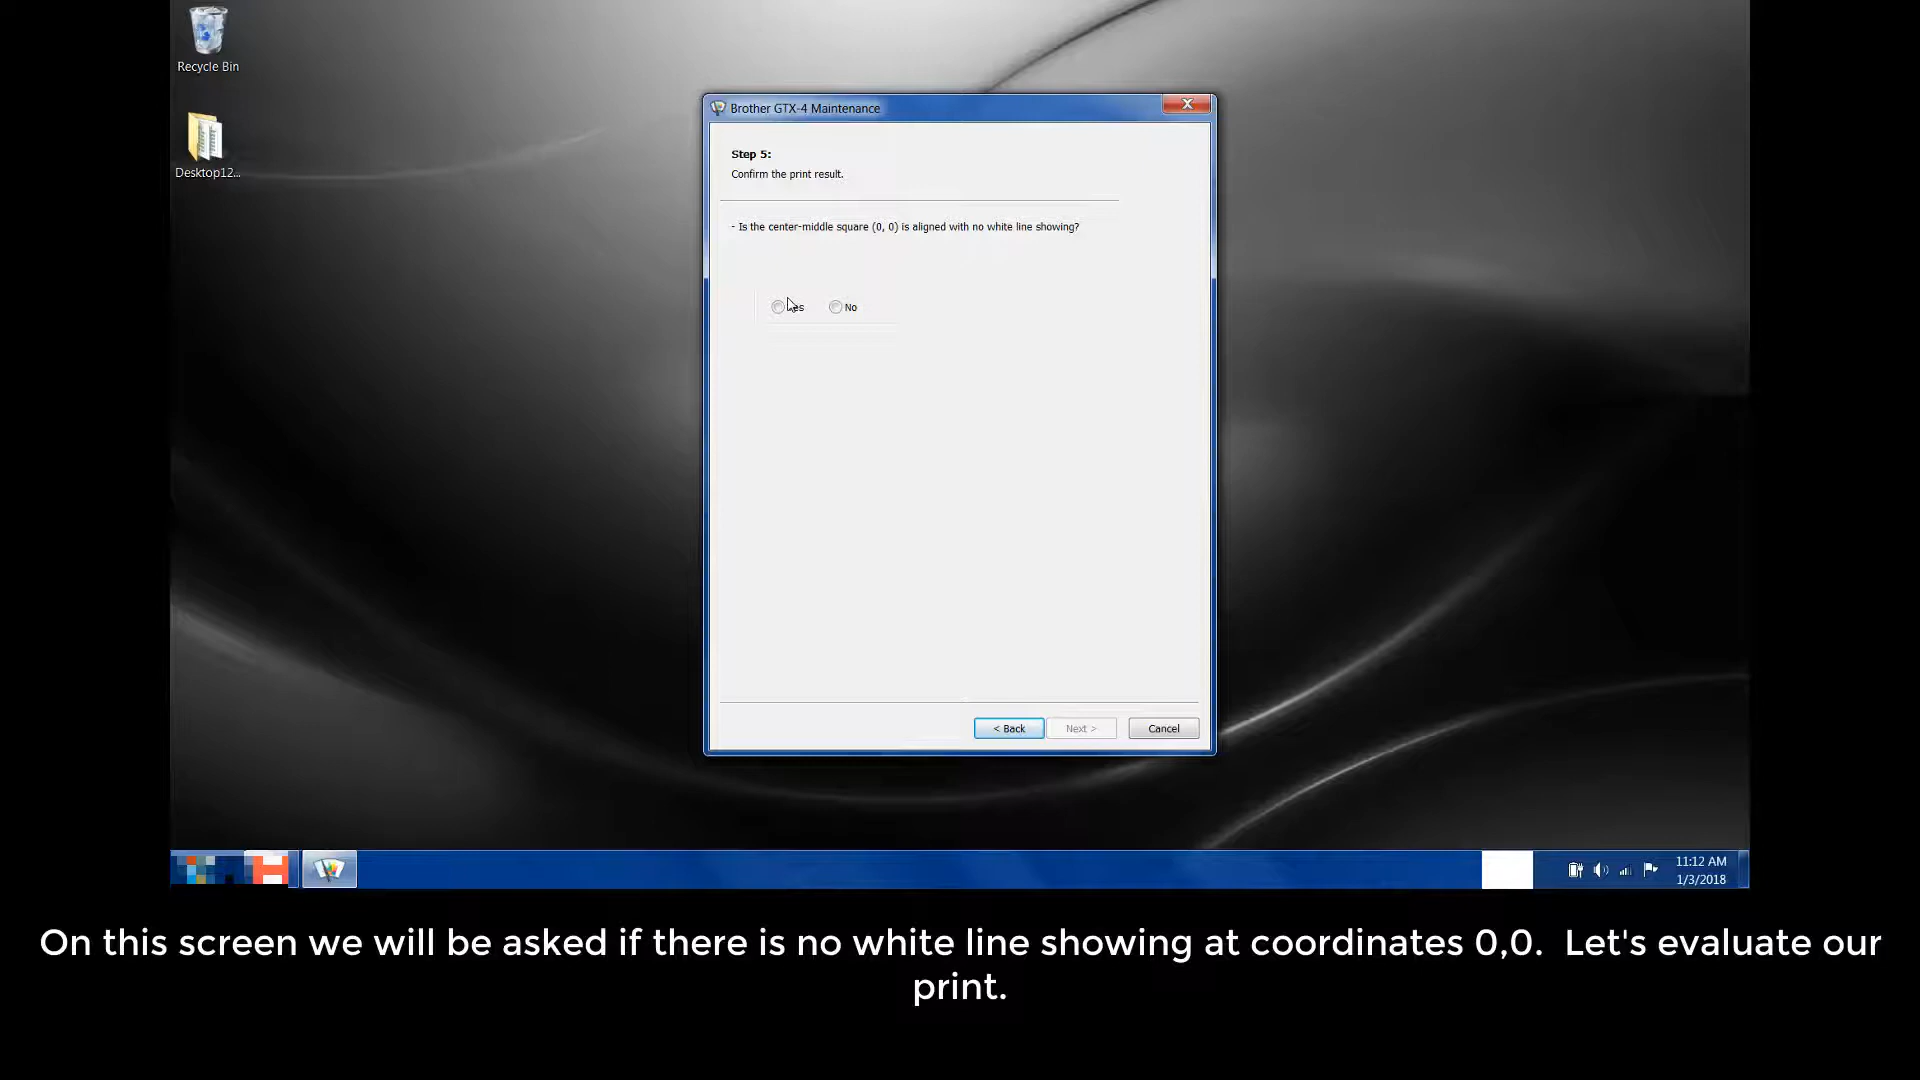 Recycle Bin
Desktop12...
Brother GTX-4 Maintenance
Step 5:
Confirm the print result.
- Is the center-middle square (0, 0) is aligned with no white line showing?
Yes
No
< Back
Next >
Cancel
11:12 AM
1/3/2018
On this screen we will be asked if there is no white line showing at coordinates 0,0. Let's evaluate our
print.